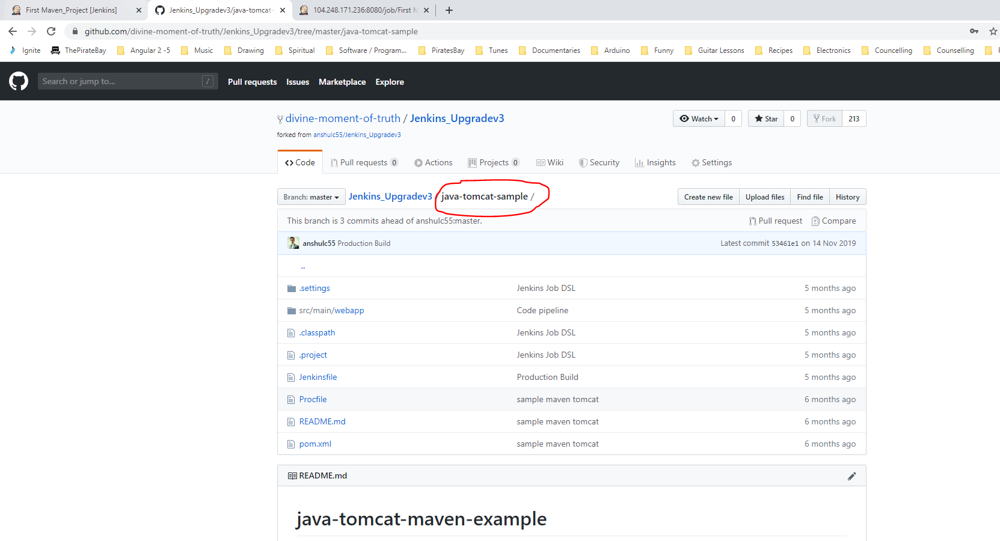 First Maven_Project [Jenkins]
Jenkins_Upgradev3/java-tomcat-
104.248.171.236:8080/job/First M
github.com/divine-moment-of-truth/Jenkins_Upgradev3/tree/master/java-tomcat-sample
Ignite ThePirateBay Angular 2 -5 Music Drawing Spiritual Software / Program... PiratesBay Tunes Documentaries Arduino Funny Guitar Lessons Recipes Electronics Councelling Counselling
Search or jump to... / Pull requests Issues Marketplace Explore
divine-moment-of-truth / Jenkins_Upgradev3 Watch 0 Star 0 Fork 213
forked from anshulc55/Jenkins_Upgradev3
Code Pull requests 0 Actions Projects 0 Wiki Security Insights Settings
Branch: master Jenkins_Upgradev3 java-tomcat-sample / Create new file Upload files Find file History
This branch is 3 commits ahead of anshulc55:master. Pull request Compare
anshulc55 Production Build Latest commit 53461e1 on 14 Nov 2019
..
.settings Jenkins Job DSL 5 months ago
src/main/webapp Code pipeline 5 months ago
.classpath Jenkins Job DSL 5 months ago
.project Jenkins Job DSL 5 months ago
Jenkinsfile Production Build 5 months ago
Procfile sample maven tomcat 6 months ago
README.md sample maven tomcat 6 months ago
pom.xml sample maven tomcat 6 months ago
README.md
java-tomcat-maven-example